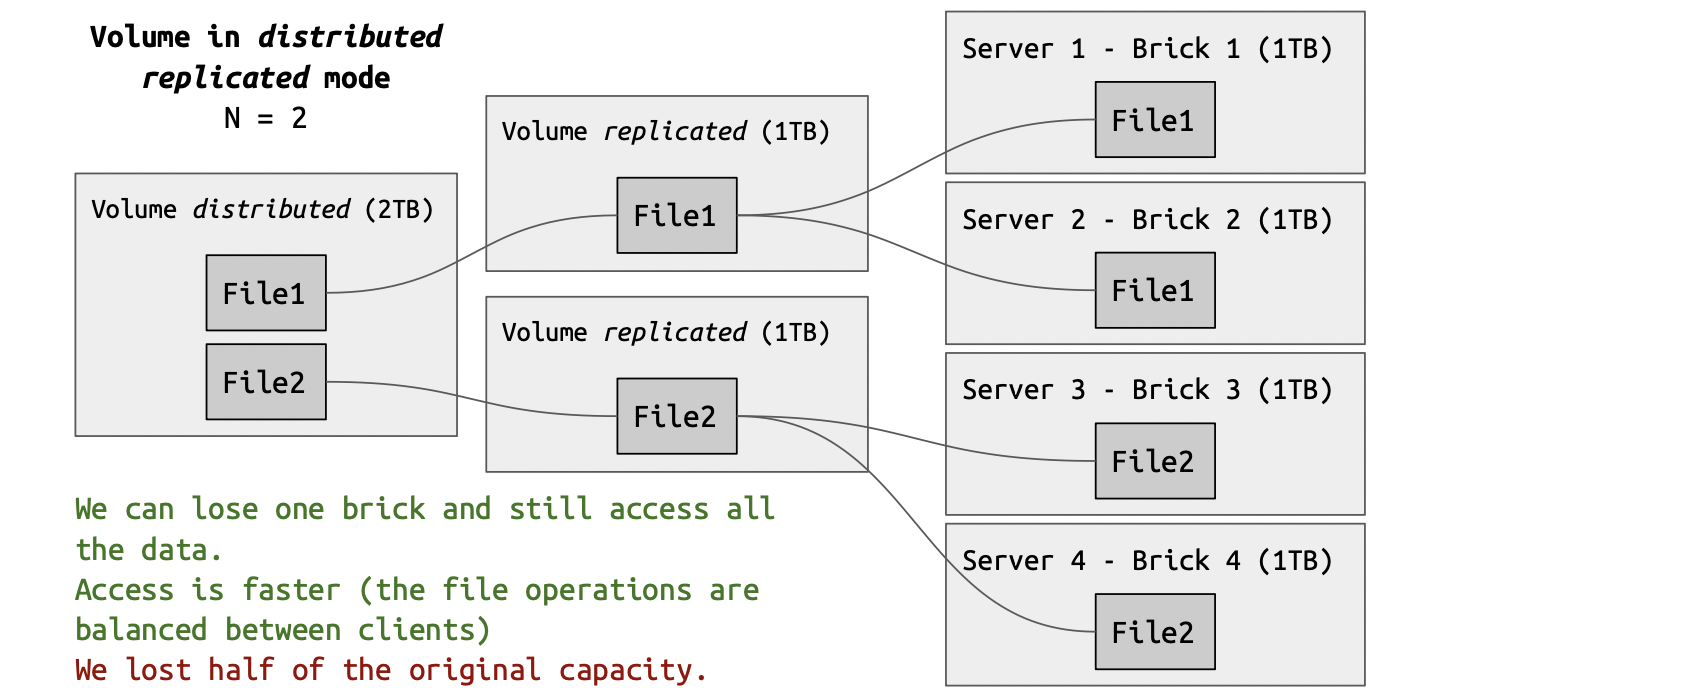 Volume in distributed
replicated mode
N = 2
Volume distributed (2TB)
File1
File2
Volume replicated (1TB)
File1
Volume replicated (1TB)
File2
Server 1 - Brick 1 (1TB)
File1
Server 2 - Brick 2 (1TB)
File1
Server 3 - Brick 3 (1TB)
File2
Server 4 - Brick 4 (1TB)
File2
We can lose one brick and still access all
the data.
Access is faster (the file operations are
balanced between clients)
We lost half of the original capacity.